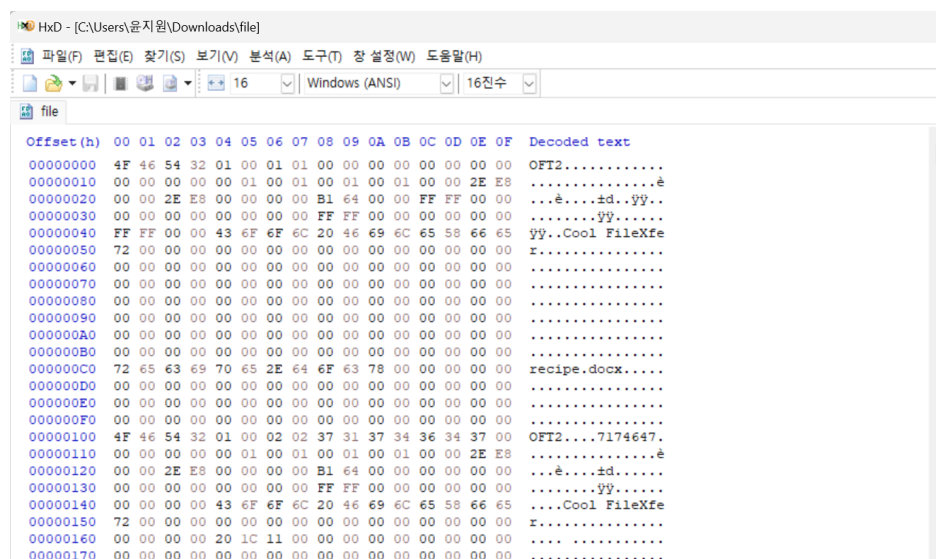 HxD - [C:\Users\윤지원\Downloads\file]
파일(F) 편집(E) 찾기(S) 보기(V) 분석(A) 도구(T) 창 설정(W) 도움말(H)
16 Windows (ANSI) 16진수
file
Offset(h) 00 01 02 03 04 05 06 07 08 09 0A 0B 0C 0D 0E 0F Decoded text
00000000 4F 46 54 32 01 00 01 01 00 00 00 00 00 00 00 00 OFT2............
00000010 00 00 00 00 00 01 00 01 00 01 00 01 00 00 2E E8 ...............è
00000020 00 00 2E E8 00 00 00 00 B1 64 00 00 FF FF 00 00 ...è....±d..ÿÿ..
00000030 00 00 00 00 00 00 00 00 FF FF 00 00 00 00 00 00 ........ÿÿ......
00000040 FF FF 00 00 43 6F 6F 6C 20 46 69 6C 65 58 66 65 ÿÿ..Cool FileXfe
00000050 72 00 00 00 00 00 00 00 00 00 00 00 00 00 00 00 r...............
00000060 00 00 00 00 00 00 00 00 00 00 00 00 00 00 00 00 ................
00000070 00 00 00 00 00 00 00 00 00 00 00 00 00 00 00 00 ................
00000080 00 00 00 00 00 00 00 00 00 00 00 00 00 00 00 00 ................
00000090 00 00 00 00 00 00 00 00 00 00 00 00 00 00 00 00 ................
000000A0 00 00 00 00 00 00 00 00 00 00 00 00 00 00 00 00 ................
000000B0 00 00 00 00 00 00 00 00 00 00 00 00 00 00 00 00 ................
000000C0 72 65 63 69 70 65 2E 64 6F 63 78 00 00 00 00 00 recipe.docx.....
000000D0 00 00 00 00 00 00 00 00 00 00 00 00 00 00 00 00 ................
000000E0 00 00 00 00 00 00 00 00 00 00 00 00 00 00 00 00 ................
000000F0 00 00 00 00 00 00 00 00 00 00 00 00 00 00 00 00 ................
00000100 4F 46 54 32 01 00 02 02 37 31 37 34 36 34 37 00 OFT2....7174647.
00000110 00 00 00 00 00 01 00 01 00 01 00 01 00 00 2E E8 ...............è
00000120 00 00 2E E8 00 00 00 00 B1 64 00 00 00 00 00 00 ...è....±d......
00000130 00 00 00 00 00 00 00 00 FF FF 00 00 00 00 00 00 ........ÿÿ......
00000140 00 00 00 00 43 6F 6F 6C 20 46 69 6C 65 58 66 65 ....Cool FileXfe
00000150 72 00 00 00 00 00 00 00 00 00 00 00 00 00 00 00 r...............
00000160 00 00 00 00 20 1C 11 00 00 00 00 00 00 00 00 00 .... ...........
00000170 00 00 00 00 00 00 00 00 00 00 00 00 00 00 00 00 ................